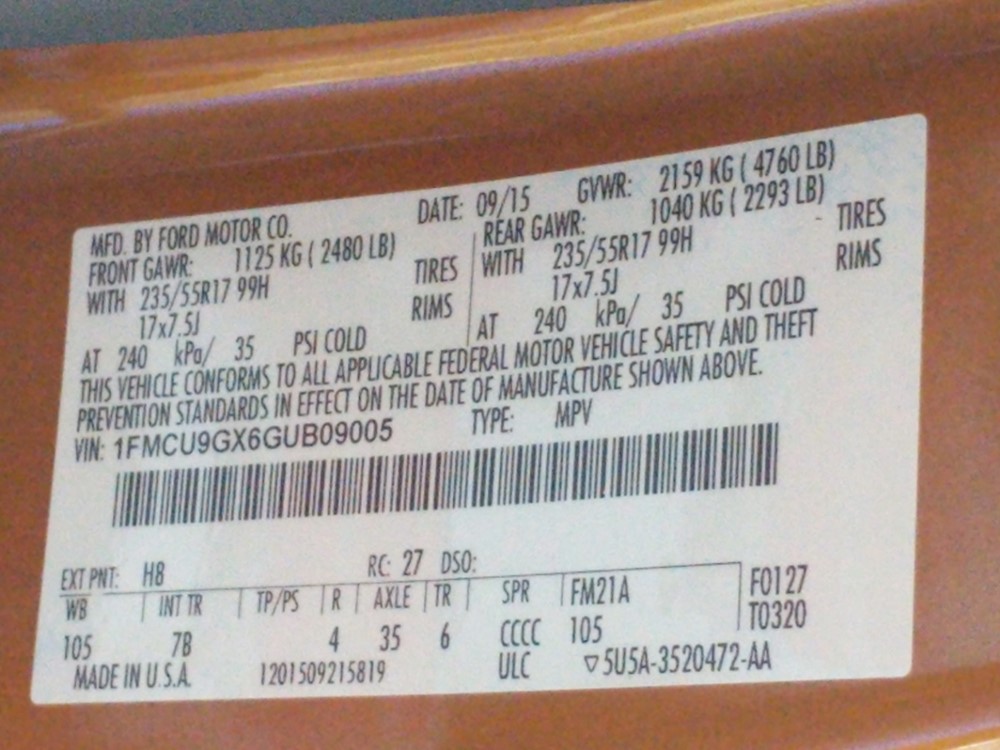 MFD. BY FORD MOTOR CO. DATE: 09/15 GVWR: 2159 KG ( 4760 LB)
FRONT GAWR: 1125 KG ( 2480 LB) REAR GAWR: 1040 KG ( 2293 LB)
WITH 235/55R17 99H TIRES WITH 235/55R17 99H TIRES
17x7.5J RIMS 17x7.5J RIMS
AT 240 kPa/ 35 PSI COLD AT 240 kPa/ 35 PSI COLD
THIS VEHICLE CONFORMS TO ALL APPLICABLE FEDERAL MOTOR VEHICLE SAFETY AND THEFT
PREVENTION STANDARDS IN EFFECT ON THE DATE OF MANUFACTURE SHOWN ABOVE.
VIN: 1FMCU9GX6GUB09005 TYPE: MPV
EXT PNT: H8 RC: 27 DSO:
WB INT TR TP/PS R AXLE TR SPR FM21A F0127
T0320
105 7B 4 35 6 CCCC 105
MADE IN U.S.A. 1201509215819 ULC ▽5U5A-3520472-AA